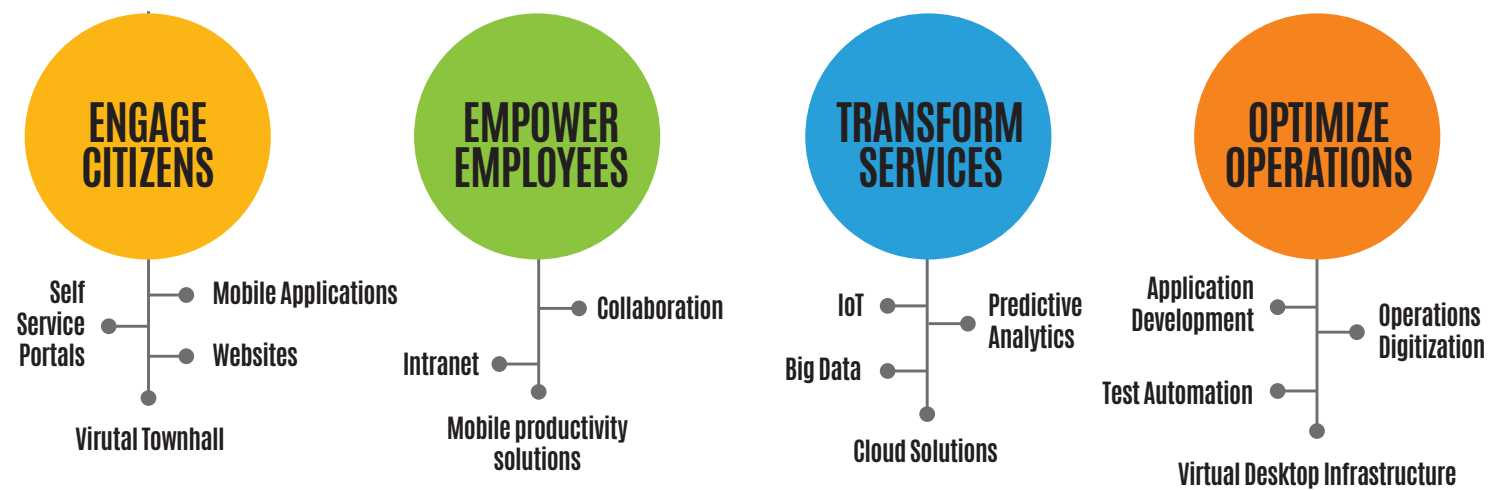 ENGAGE
CITIZENS
Self
Service
Portals
Mobile Applications
Websites
Virutal Townhall
EMPOWER
EMPLOYEES
Collaboration
Intranet
Mobile productivity
solutions
TRANSFORM
SERVICES
IoT
Predictive
Analytics
Big Data
Cloud Solutions
OPTIMIZE
OPERATIONS
Application
Development
Operations
Digitization
Test Automation
Virtual Desktop Infrastructure